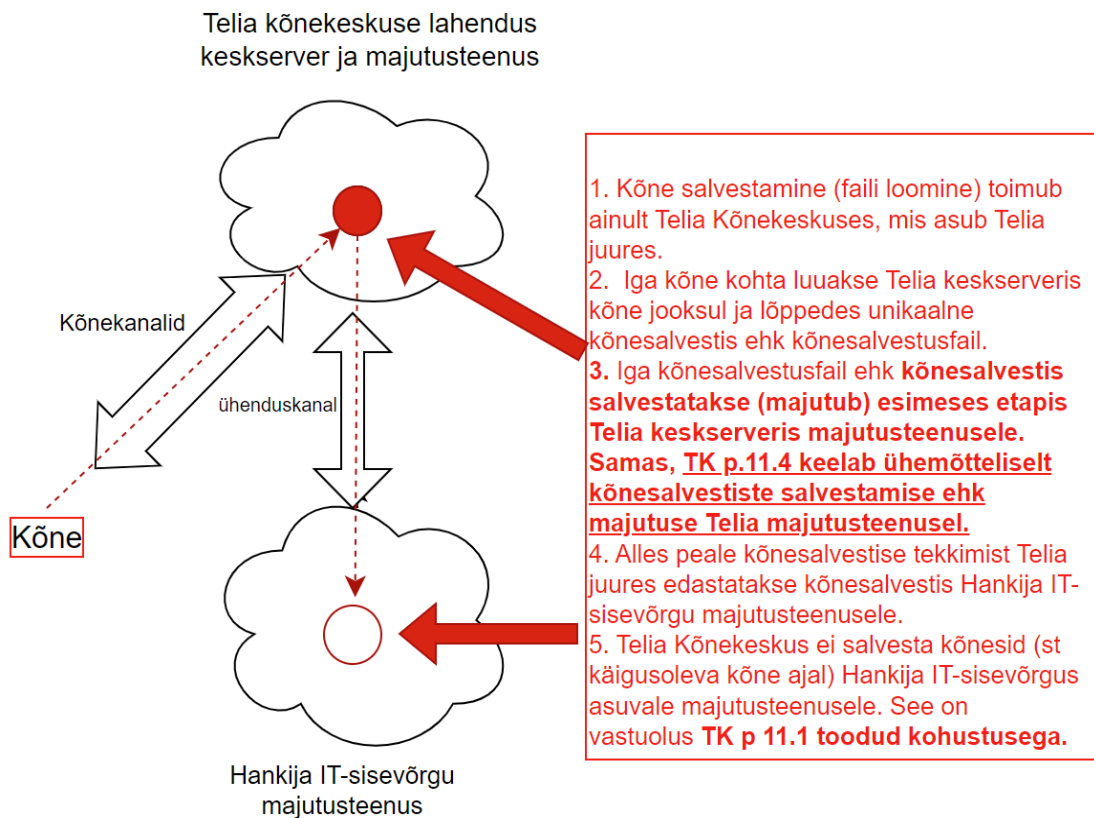 Telia kõnekeskuse lahendus
keskserver ja majutusteenus
Kõnekanalid
ühenduskanal
Kõne
Hankija IT-sisevõrgu
majutusteenus
1. Kõne salvestamine (faili loomine) toimub
ainult Telia Kõnekeskuses, mis asub Telia
juures.
2. Iga kõne kohta luuakse Telia keskserveris
kõne jooksul ja lõppedes unikaalne
kõnesalvestis ehk kõnesalvestusfail.
3. Iga kõnesalvestusfail ehk kõnesalvestis
salvestatakse (majutub) esimeses etapis
Telia keskserveris majutusteenusele.
Samas, TK p.11.4 keelab ühemõtteliselt
kõnesalvististe salvestamise ehk
majutuse Telia majutusteenusel.
4. Alles peale kõnesalvestise tekkimist Telia
juures edastatakse kõnesalvestis Hankija IT-
sisevõrgu majutusteenusele.
5. Telia Kõnekeskus ei salvesta kõnesid (st
käigusoleva kõne ajal) Hankija IT-sisevõrgus
asuvale majutusteenusele. See on
vastuolus TK p 11.1 toodud kohustusega.